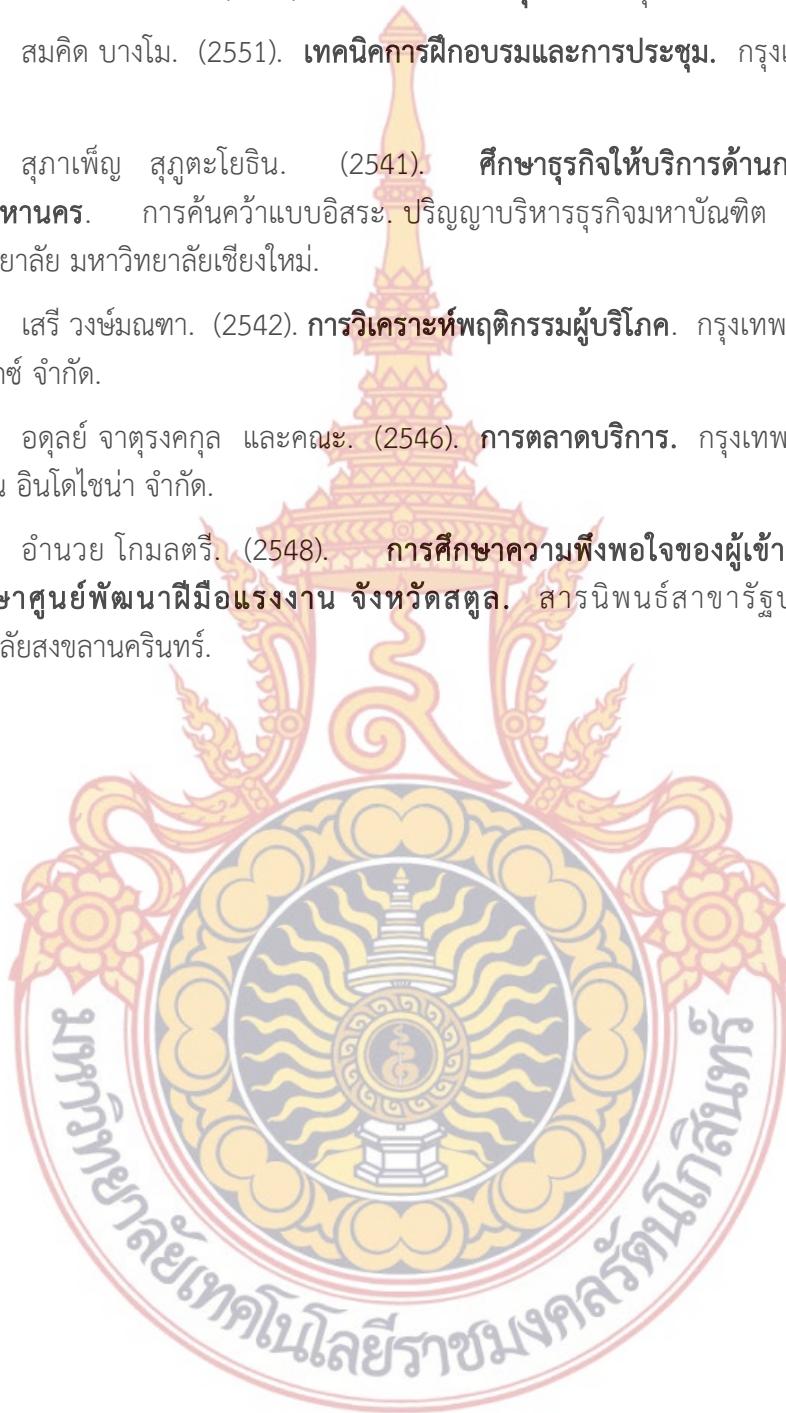 สมคิด บางโม. (2551). เทคนิคการฝึกอบรมและการประชุม. กรุงเ
สุภาเพ็ญ สุภูตะโยธิน. (2541). ศึกษาธุรกิจให้บริการด้านก
หานคร. การค้นคว้าแบบอิสระ. ปริญญาบริหารธุรกิจมหาบัณฑิต
ยาลัย มหาวิทยาลัยเชียงใหม่.
เสรี วงษ์มณฑา. (2542). การวิเคราะห์พฤติกรรมผู้บริโภค. กรุงเทพ
กซ์ จำกัด.
อดุลย์ จาตุรงคกุล และคณะ. (2546). การตลาดบริการ. กรุงเทพ
น อินโดไชน่า จำกัด.
อำนวย โกมลตรี. (2548). การศึกษาความพึงพอใจของผู้เข้า
ษาศูนย์พัฒนาฝีมือแรงงาน จังหวัดสตูล. สารนิพนธ์สาขารัฐป
ลัยสงขลานครินทร์.
มหาวิทยาลัยเทคโนโลยีราชมงคลรัตนโกสินทร์